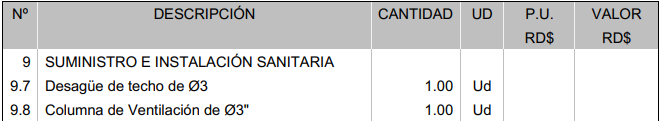 Nº DESCRIPCIÓN CANTIDAD UD P.U. VALOR
RD$ RD$
9 SUMINISTRO E INSTALACIÓN SANITARIA
9.7 Desagüe de techo de Ø3 1.00 Ud
9.8 Columna de Ventilación de Ø3" 1.00 Ud